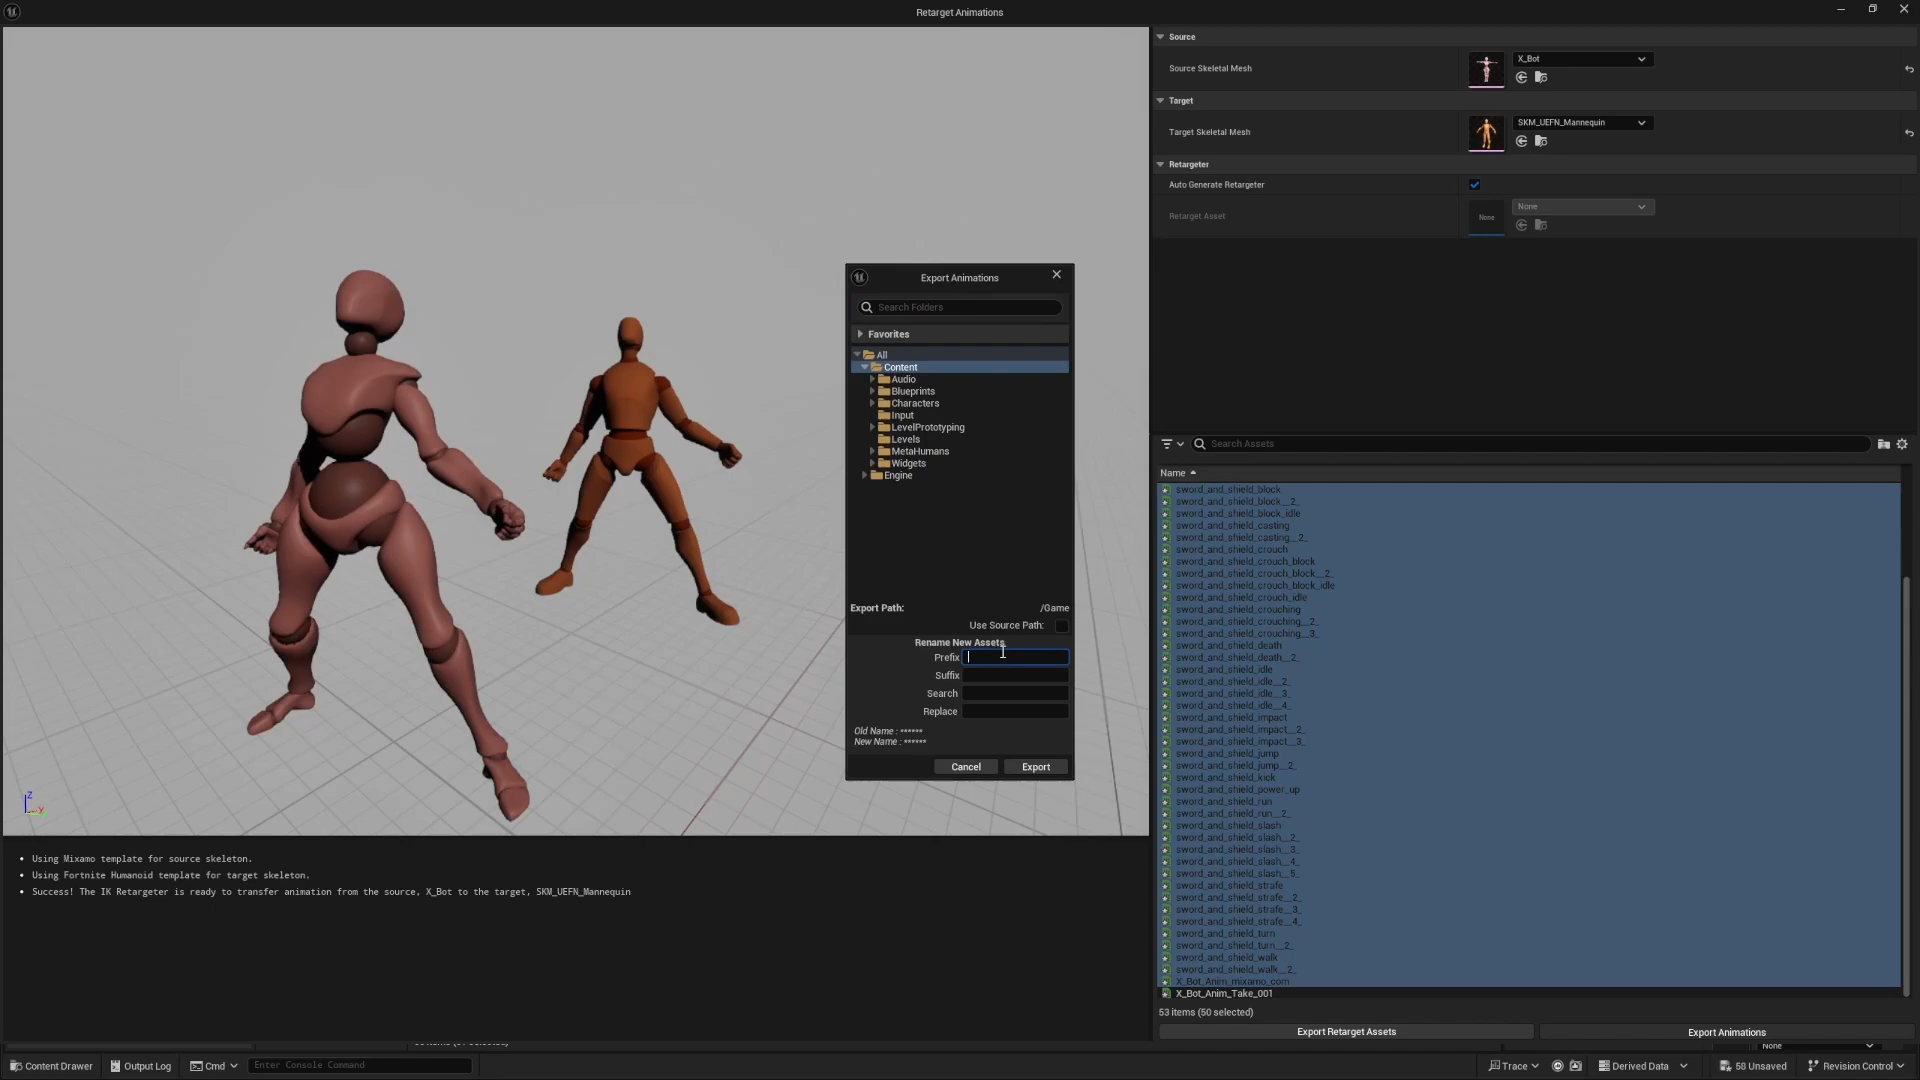 Retarget Animations
Source
Source Skeletal Mesh
X_Bot
Target
Target Skeletal Mesh
SKM_UEFN_Mannequin
Retargeter
Auto Generate Retargeter
Retarget Asset
None
None
Export Animations
Search Folders
Favorites
All
Content
Audio
Blueprints
Characters
Input
LevelPrototyping
Levels
MetaHumans
Widgets
Engine
Export Path: /Game
Use Source Path:
Rename New Assets
Prefix
Suffix
Search
Replace
Old Name : ******
New Name : ******
Cancel Export
Search Assets
Name
sword_and_shield_block
sword_and_shield_block__2_
sword_and_shield_block_idle
sword_and_shield_casting
sword_and_shield_casting__2_
sword_and_shield_crouch
sword_and_shield_crouch_block
sword_and_shield_crouch_block__2_
sword_and_shield_crouch_block_idle
sword_and_shield_crouch_idle
sword_and_shield_crouching
sword_and_shield_crouching__2_
sword_and_shield_crouching__3_
sword_and_shield_death
sword_and_shield_death__2_
sword_and_shield_idle
sword_and_shield_idle__2_
sword_and_shield_idle__3_
sword_and_shield_idle__4_
sword_and_shield_impact
sword_and_shield_impact__2_
sword_and_shield_impact__3_
sword_and_shield_jump
sword_and_shield_jump__2_
sword_and_shield_kick
sword_and_shield_power_up
sword_and_shield_run
sword_and_shield_run__2_
sword_and_shield_slash
sword_and_shield_slash__2_
sword_and_shield_slash__3_
sword_and_shield_slash__4_
sword_and_shield_slash__5_
sword_and_shield_strafe
sword_and_shield_strafe__2_
sword_and_shield_strafe__3_
sword_and_shield_strafe__4_
sword_and_shield_turn
sword_and_shield_turn__2_
sword_and_shield_walk
sword_and_shield_walk__2_
X_Bot_Anim_mixamo_com
X_Bot_Anim_Take_001
53 items (50 selected)
Export Retarget Assets Export Animations
• Using Mixamo template for source skeleton.
• Using Fortnite Humanoid template for target skeleton.
• Success! The IK Retargeter is ready to transfer animation from the source, X_Bot to the target, SKM_UEFN_Mannequin
Z
Y
None
Content Drawer Output Log Cmd Enter Console Command Trace Derived Data 58 Unsaved Revision Control